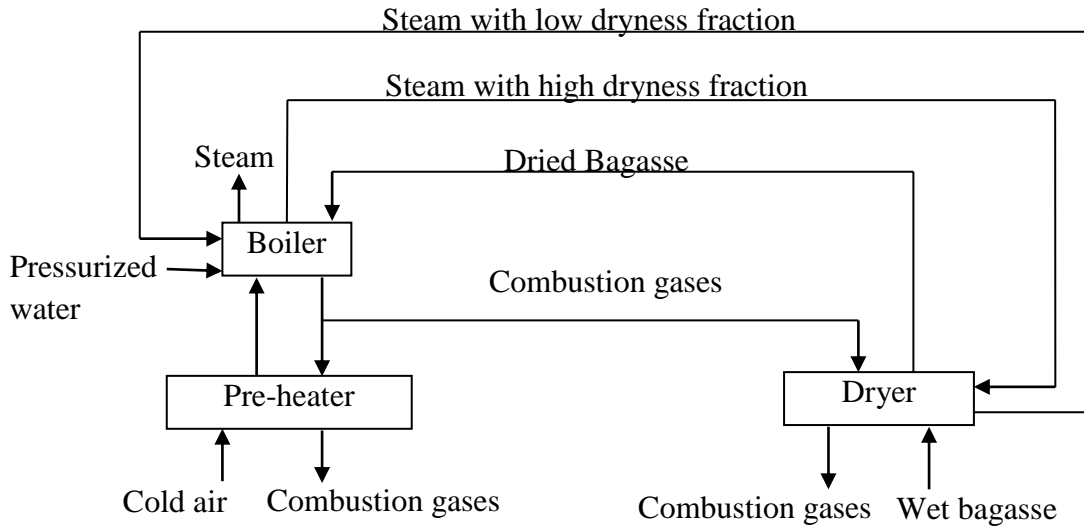 Steam with low dryness fraction
Steam with high dryness fraction
Steam
Dried Bagasse
Boiler
Pressurized
water
Combustion gases
Pre-heater
Dryer
Cold air
Combustion gases
Combustion gases
Wet bagasse